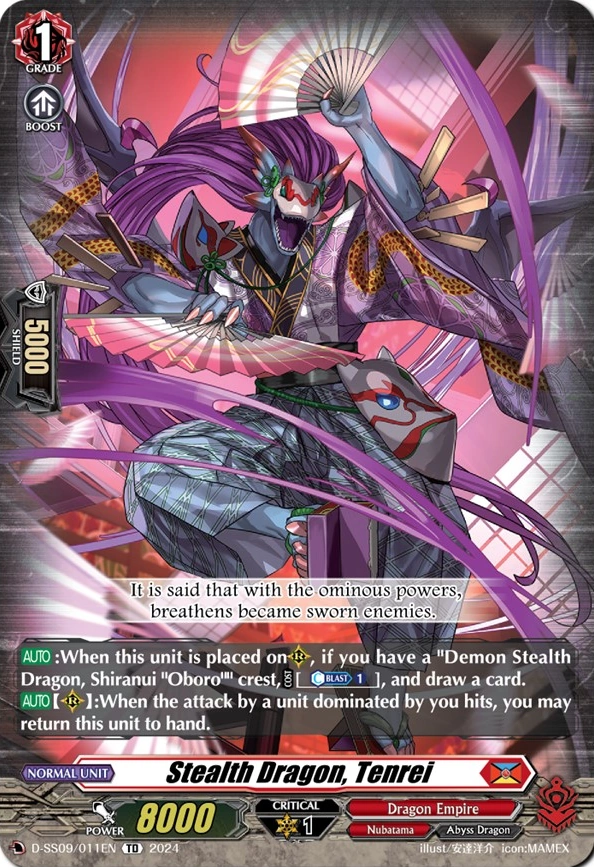 1
GRADE
BOOST
5000
SHIELD
It is said that with the ominous powers,
breathens became sworn enemies.
AUTO :When this unit is placed on R, if you have a "Demon Stealth
Dragon, Shiranui "Oboro"" crest, COST [ C BLAST 1 ], and draw a card.
AUTO【 R 】:When the attack by a unit dominated by you hits, you may
return this unit to hand.
NORMAL UNIT
Stealth Dragon, Tenrei
POWER 8000
CRITICAL
1
Dragon Empire
Nubatama
Abyss Dragon
D D-SS09/011EN TD 2024
illust/安達洋介 icon:MAMEX